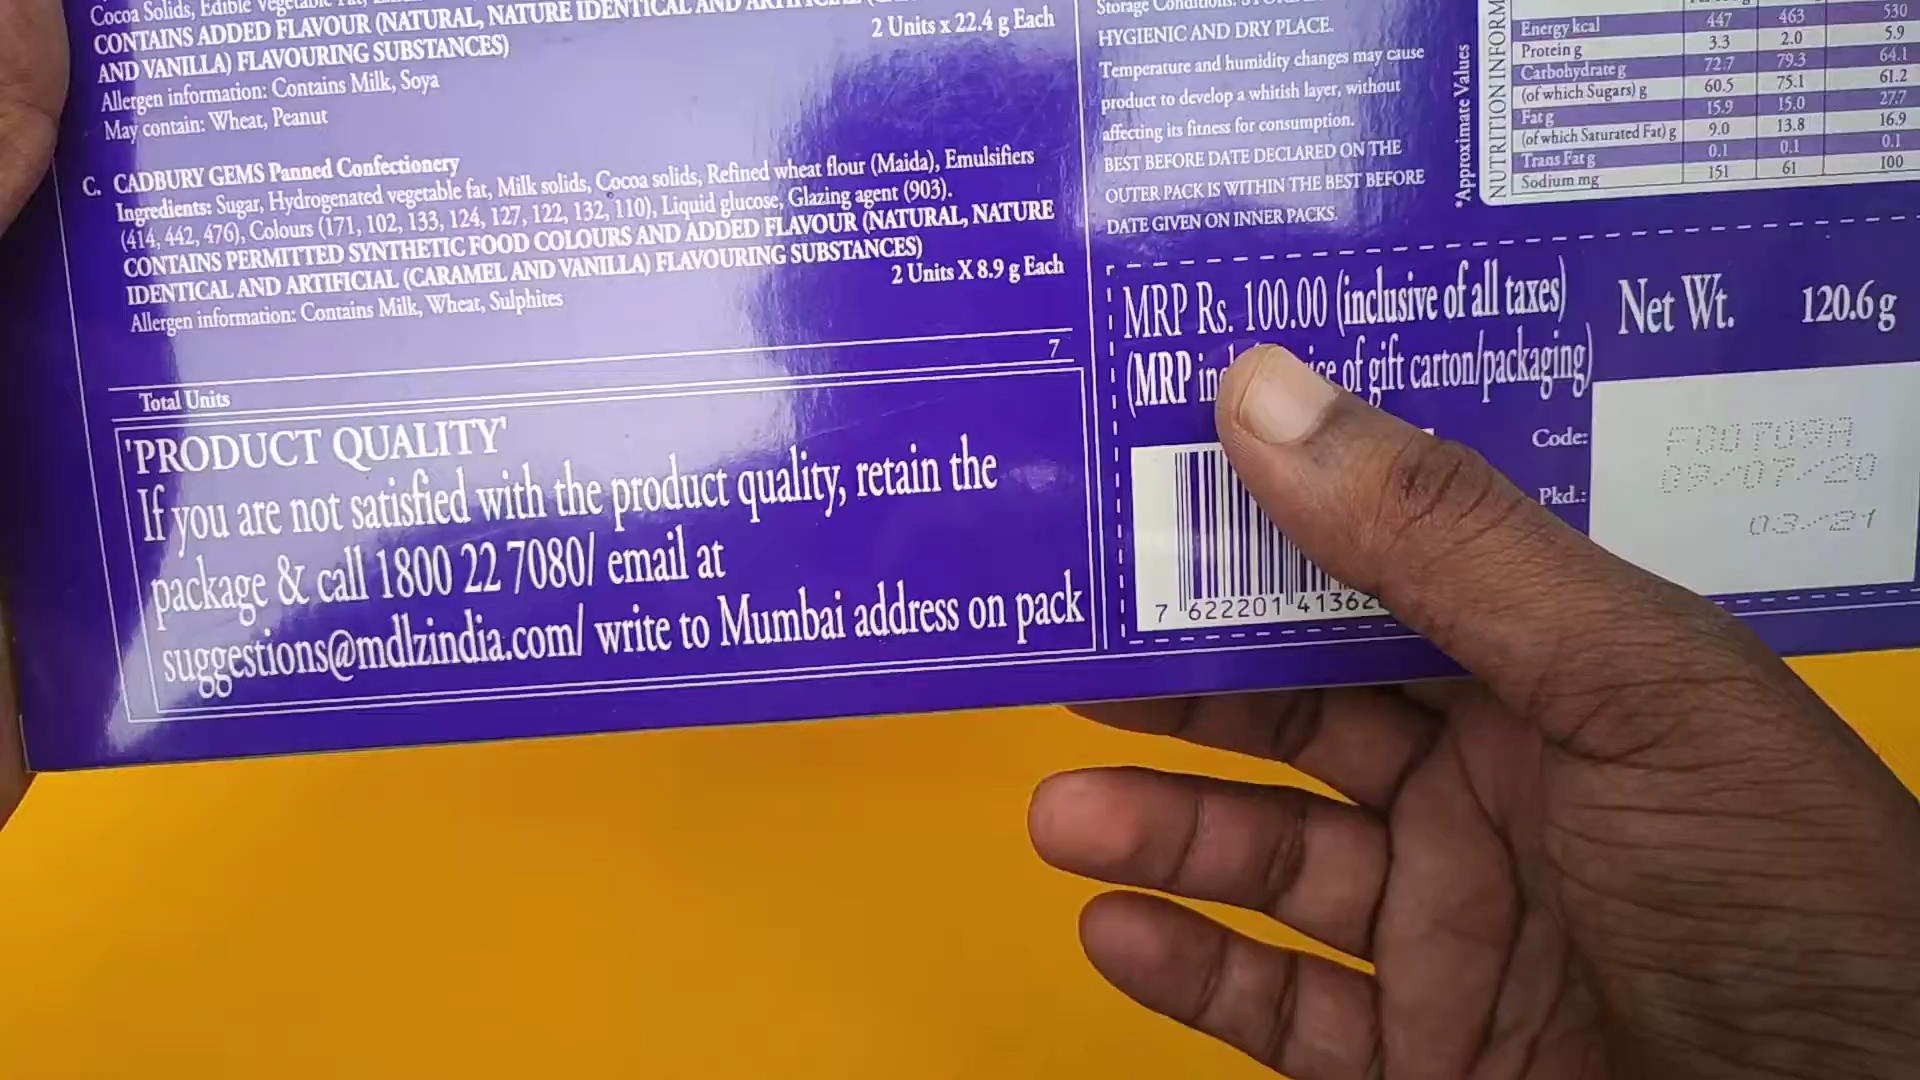 Cocoa Solids, Edible Vegetable
CONTAINS ADDED FLAVOUR (NATURAL, NATURE IDENTICAL AND
AND VANILLA) FLAVOURING SUBSTANCES)
2 Units x 22.4 g Each
Allergen information: Contains Milk, Soya
May contain: Wheat, Peanut
C. CADBURY GEMS Panned Confectionery
Ingredients: Sugar, Hydrogenated vegetable fat, Milk solids, Cocoa solids, Refined wheat flour (Maida), Emulsifiers
(414, 442, 476), Colours (171, 102, 133, 124, 127, 122, 132, 110), Liquid glucose, Glazing agent (903).
CONTAINS PERMITTED SYNTHETIC FOOD COLOURS AND ADDED FLAVOUR (NATURAL, NATURE
IDENTICAL AND ARTIFICIAL (CARAMEL AND VANILLA) FLAVOURING SUBSTANCES)
2 Units X 8.9 g Each
Allergen information: Contains Milk, Wheat, Sulphites
Total Units 7
'PRODUCT QUALITY'
If you are not satisfied with the product quality, retain the
package & call 1800 22 7080/ email at
suggestions@mdlzindia.com/ write to Mumbai address on pack
Storage Conditions:
HYGIENIC AND DRY PLACE.
Temperature and humidity changes may cause
product to develop a whitish layer, without
affecting its fitness for consumption.
BEST BEFORE DATE DECLARED ON THE
OUTER PACK IS WITHIN THE BEST BEFORE
DATE GIVEN ON INNER PACKS.
*Approximate Values
NUTRITION INFORM
Energy kcal 447 463 530
Protein g 3.3 2.0 5.9
Carbohydrate g 72.7 79.3 64.1
(of which Sugars) g 60.5 75.1 61.2
Fat g 15.9 15.0 27.7
(of which Saturated Fat) g 9.0 13.8 16.9
Trans Fat g 0.1 0.1 0.1
Sodium mg 151 61 100
MRP Rs. 100.00 (inclusive of all taxes)
(MRP of gift carton/packaging)
Net Wt. 120.6 g
Code: F00709A
09/07/20
Pkd.:
03/21
7 622201 41362